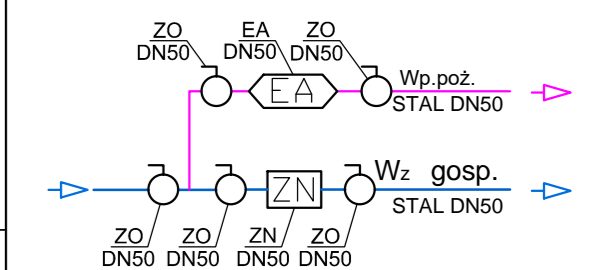 ZO EA ZO
DN50 DN50 DN50
EA Wp.poż.
STAL DN50
ZN Wz gosp.
STAL DN50
ZO ZO ZN ZO
DN50 DN50 DN50 DN50